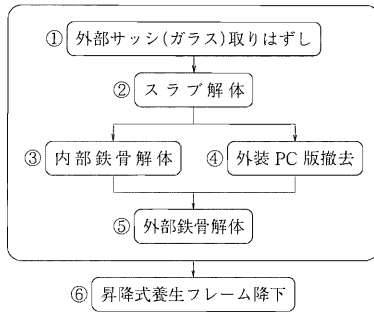 ① 外部サッシ(ガラス)取りはずし
② スラブ解体
③ 内部鉄骨解体
④ 外装PC版撤去
⑤ 外部鉄骨解体
⑥ 昇降式養生フレーム降下